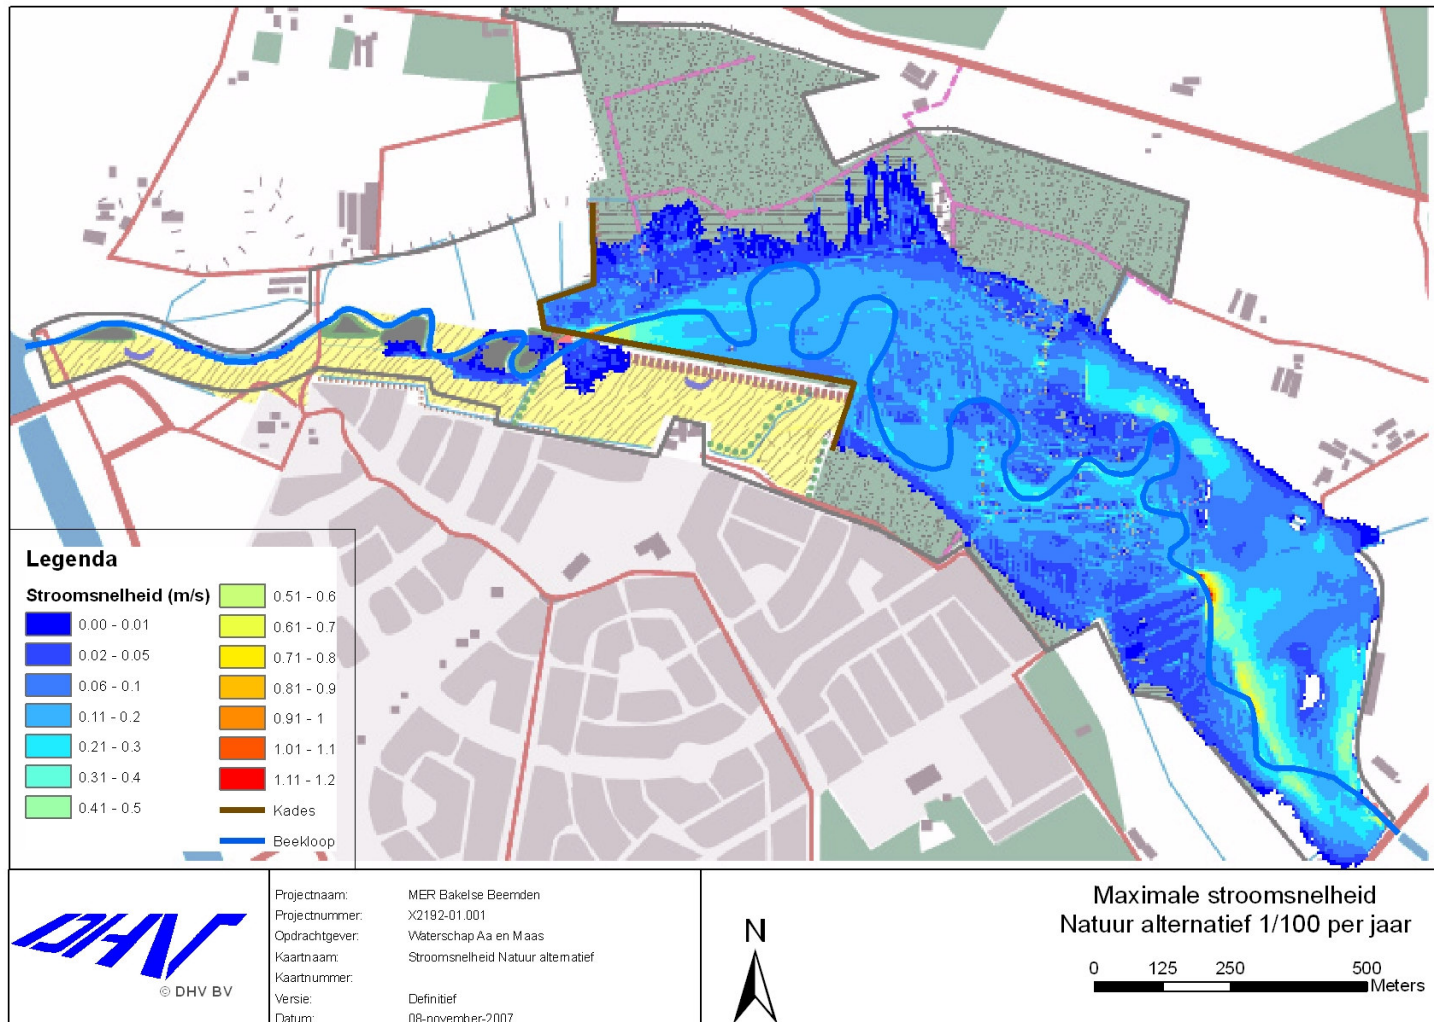 Legenda
Stroomsnelheid (m/s)
0.00 - 0.01
0.02 - 0.05
0.06 - 0.1
0.11 - 0.2
0.21 - 0.3
0.31 - 0.4
0.41 - 0.5
0.51 - 0.6
0.61 - 0.7
0.71 - 0.8
0.81 - 0.9
0.91 - 1
1.01 - 1.1
1.11 - 1.2
Kades
Beekloop
DHV
© DHV BV
Projectnaam: MER Bakelse Beemden
Projectnummer: X2192-01.001
Opdrachtgever: Waterschap Aa en Maas
Kaartnaam: Stroomsnelheid Natuur alternatief
Kaartnummer:
Versie: Definitief
Datum: 08-november-2007
N
Maximale stroomsnelheid
Natuur alternatief 1/100 per jaar
0 125 250 500
Meters